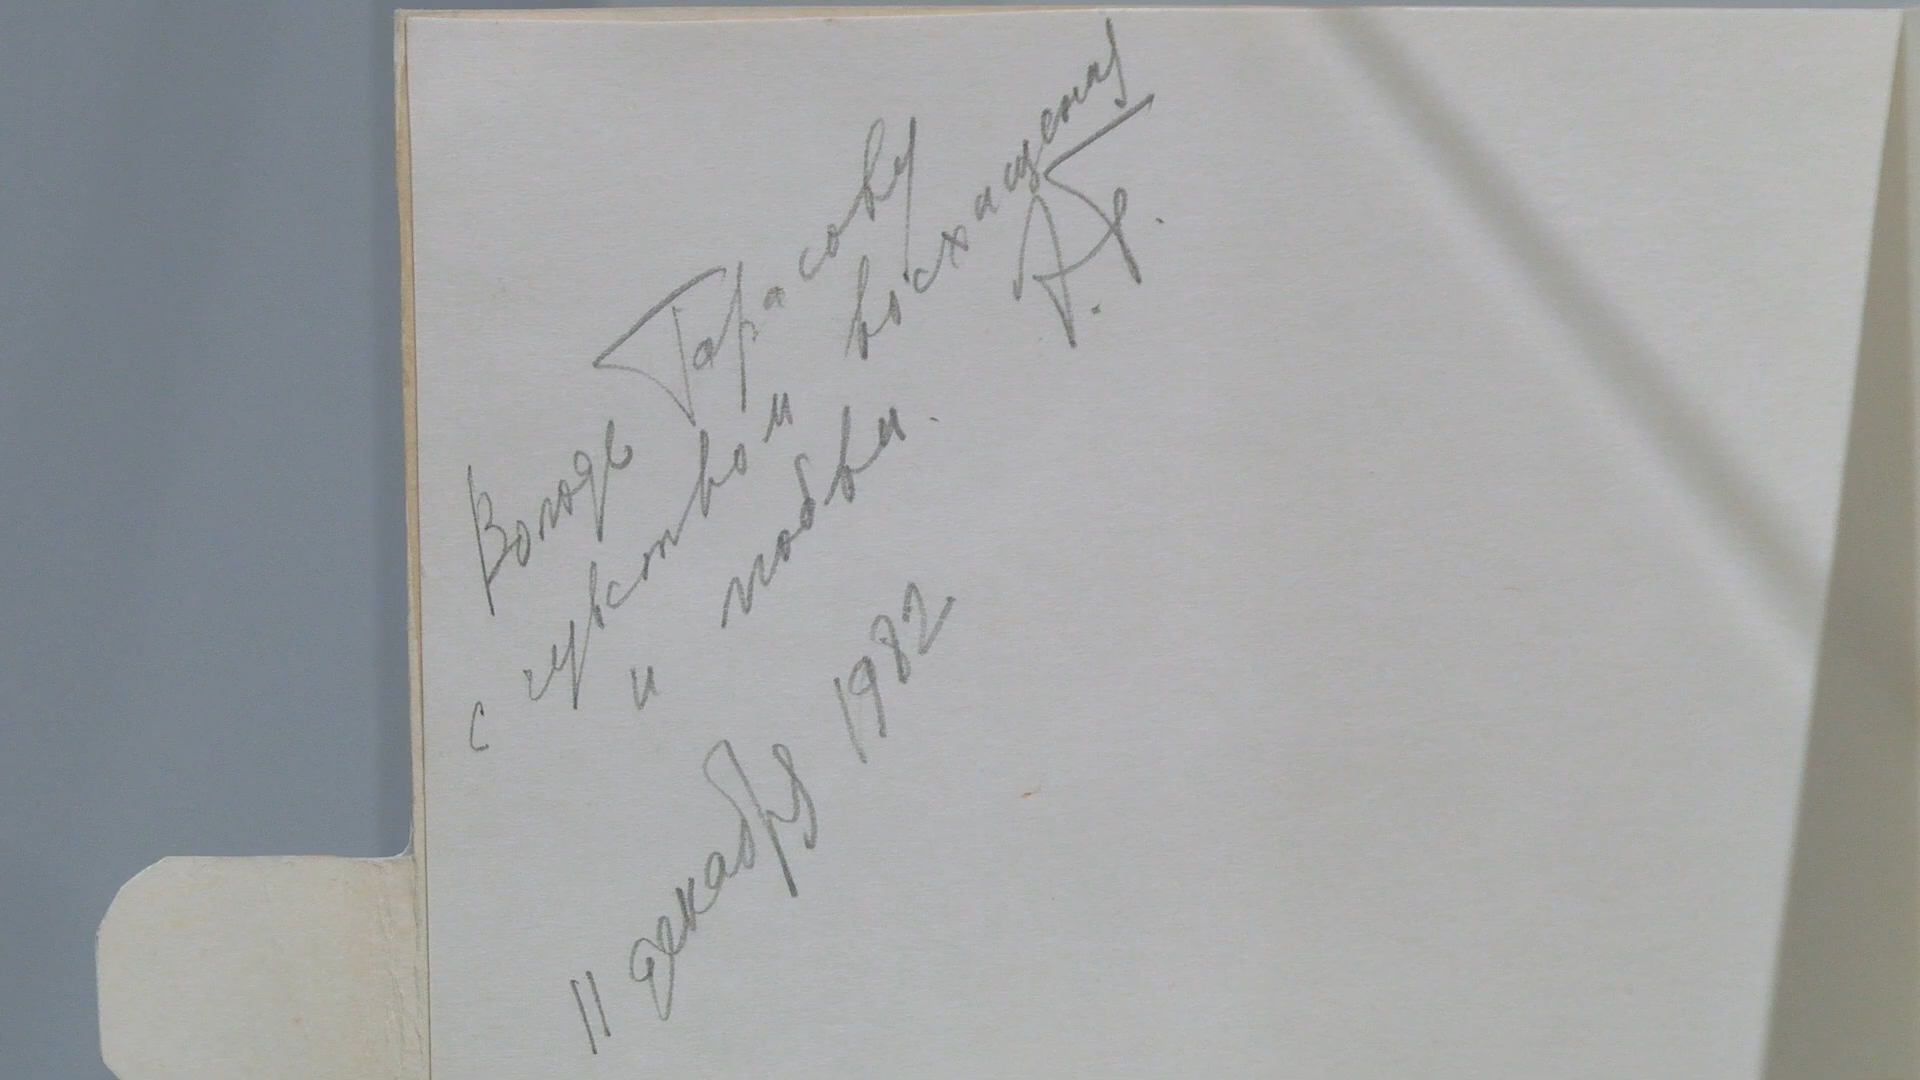 Володе Тарасову
с чувством восхищения
и любви.
11 декабря 1982